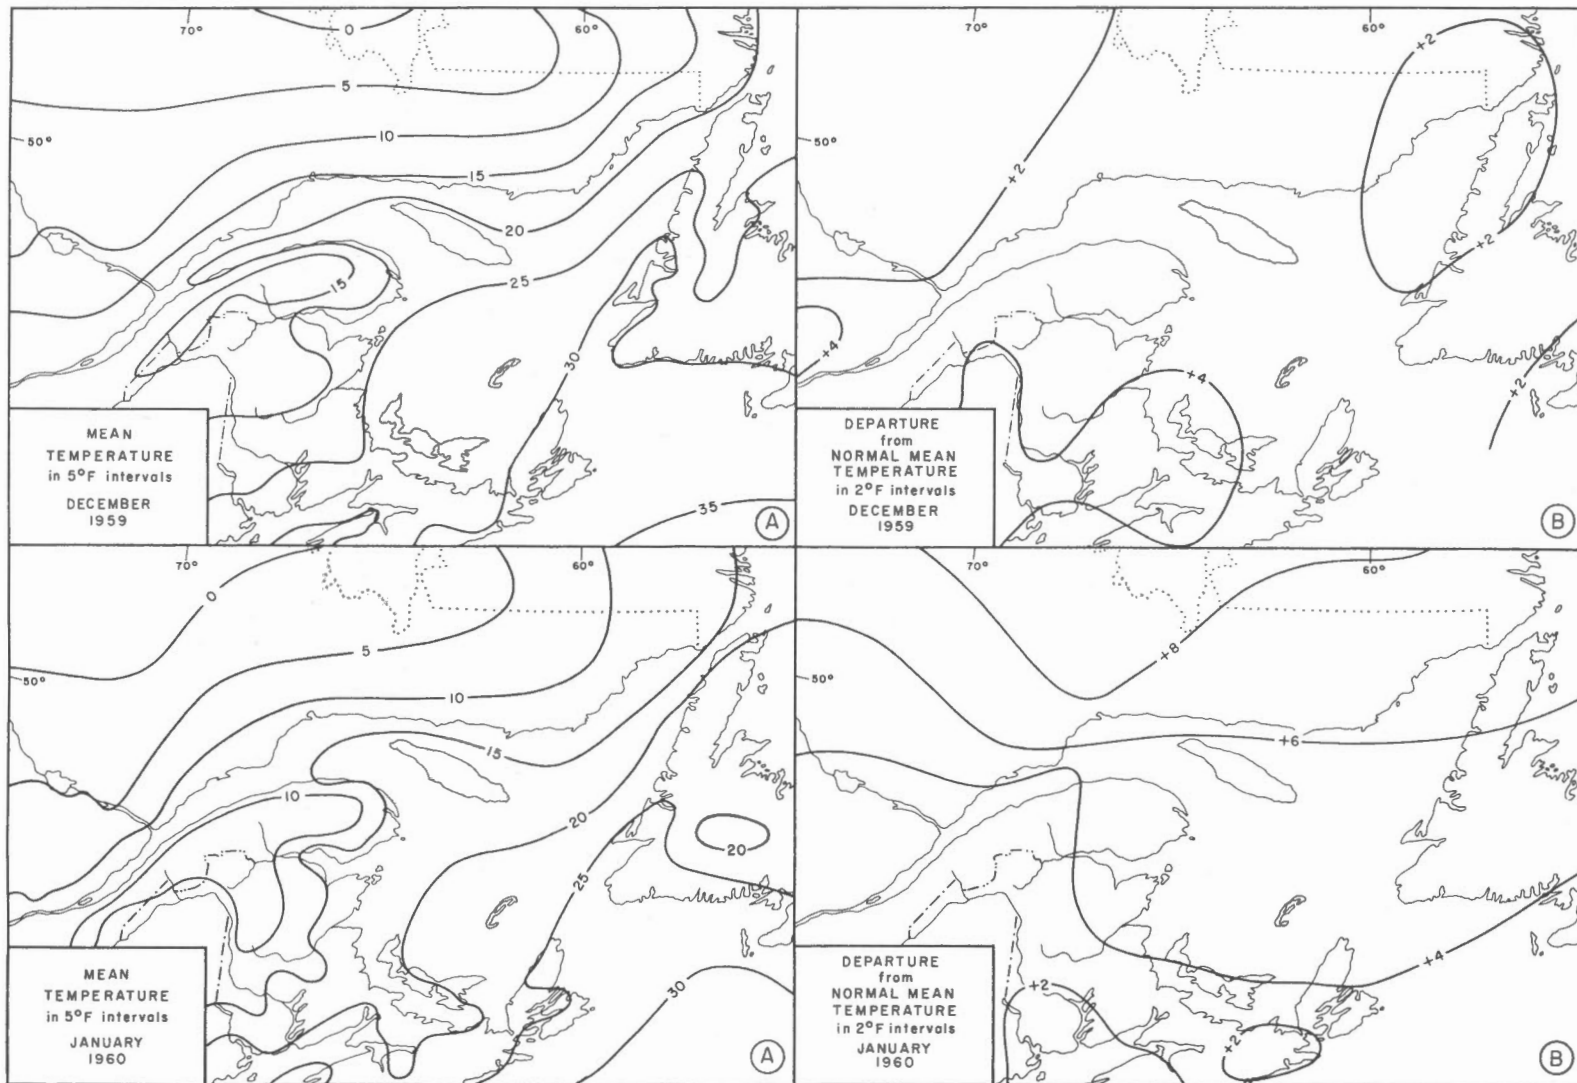 70°
60°
0
5
50°
10
15
20
15
25
30
35
MEAN
TEMPERATURE
in 5°F intervals
DECEMBER
1959
A
70°
60°
+2
50°
+2
+2
+4
+4
+2
DEPARTURE
from
NORMAL MEAN
TEMPERATURE
in 2°F intervals
DECEMBER
1959
B
70°
60°
0
5
50°
10
15
10
20
20
25
30
MEAN
TEMPERATURE
in 5°F intervals
JANUARY
1960
A
70°
60°
+8
50°
+6
+4
+2
+2
DEPARTURE
from
NORMAL MEAN
TEMPERATURE
in 2°F intervals
JANUARY
1960
B